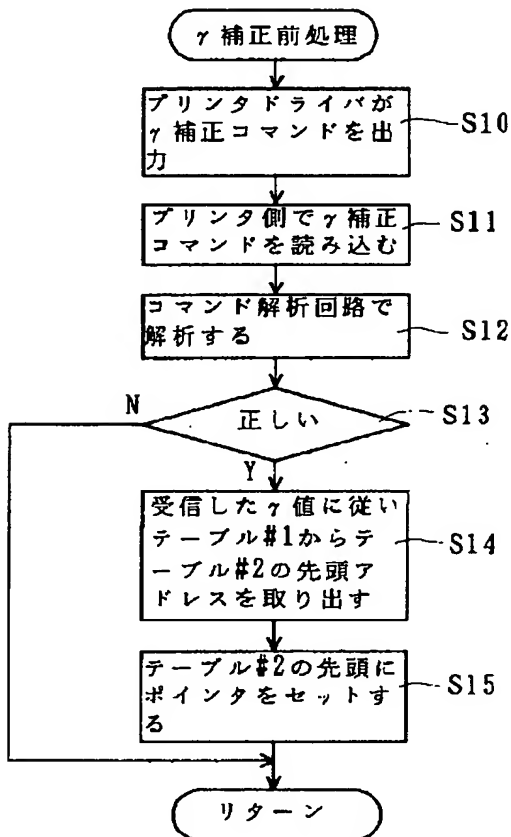 γ補正前処理
プリンタドライバが
γ補正コマンドを出
力
S10
プリンタ側でγ補正
コマンドを読み込む
S11
コマンド解析回路で
解析する
S12
N
正しい
S13
Y
受信したγ値に従い
テーブル#1からテ
ーブル#2の先頭ア
ドレスを取り出す
S14
テーブル#2の先頭に
ポインタをセットす
る
S15
リターン